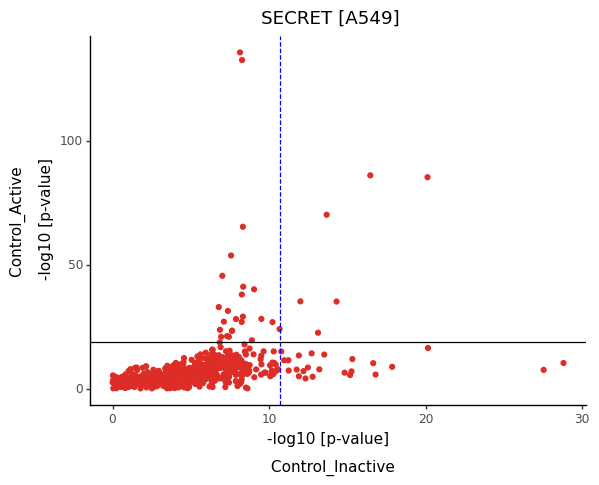 SECRET [A549]
Control_Active
-log10 [p-value]
100
50
0
0 10 20 30
-log10 [p-value]
Control_Inactive